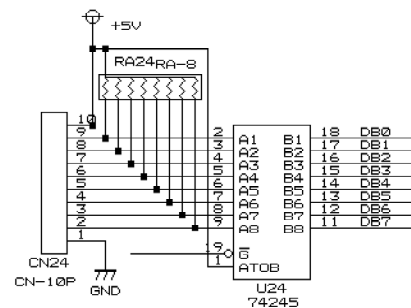 +5V
RA24 RA-8
10
9 2 A1 B1 18 DB0
8 3 A2 B2 17 DB1
7 4 A3 B3 16 DB2
6 5 A4 B4 15 DB3
5 6 A5 B5 14 DB4
4 7 A6 B6 13 DB5
3 8 A7 B7 12 DB6
2 9 A8 B8 11 DB7
1
19 G
1 ATOB
CN24
CN-10P
GND
U24
74245